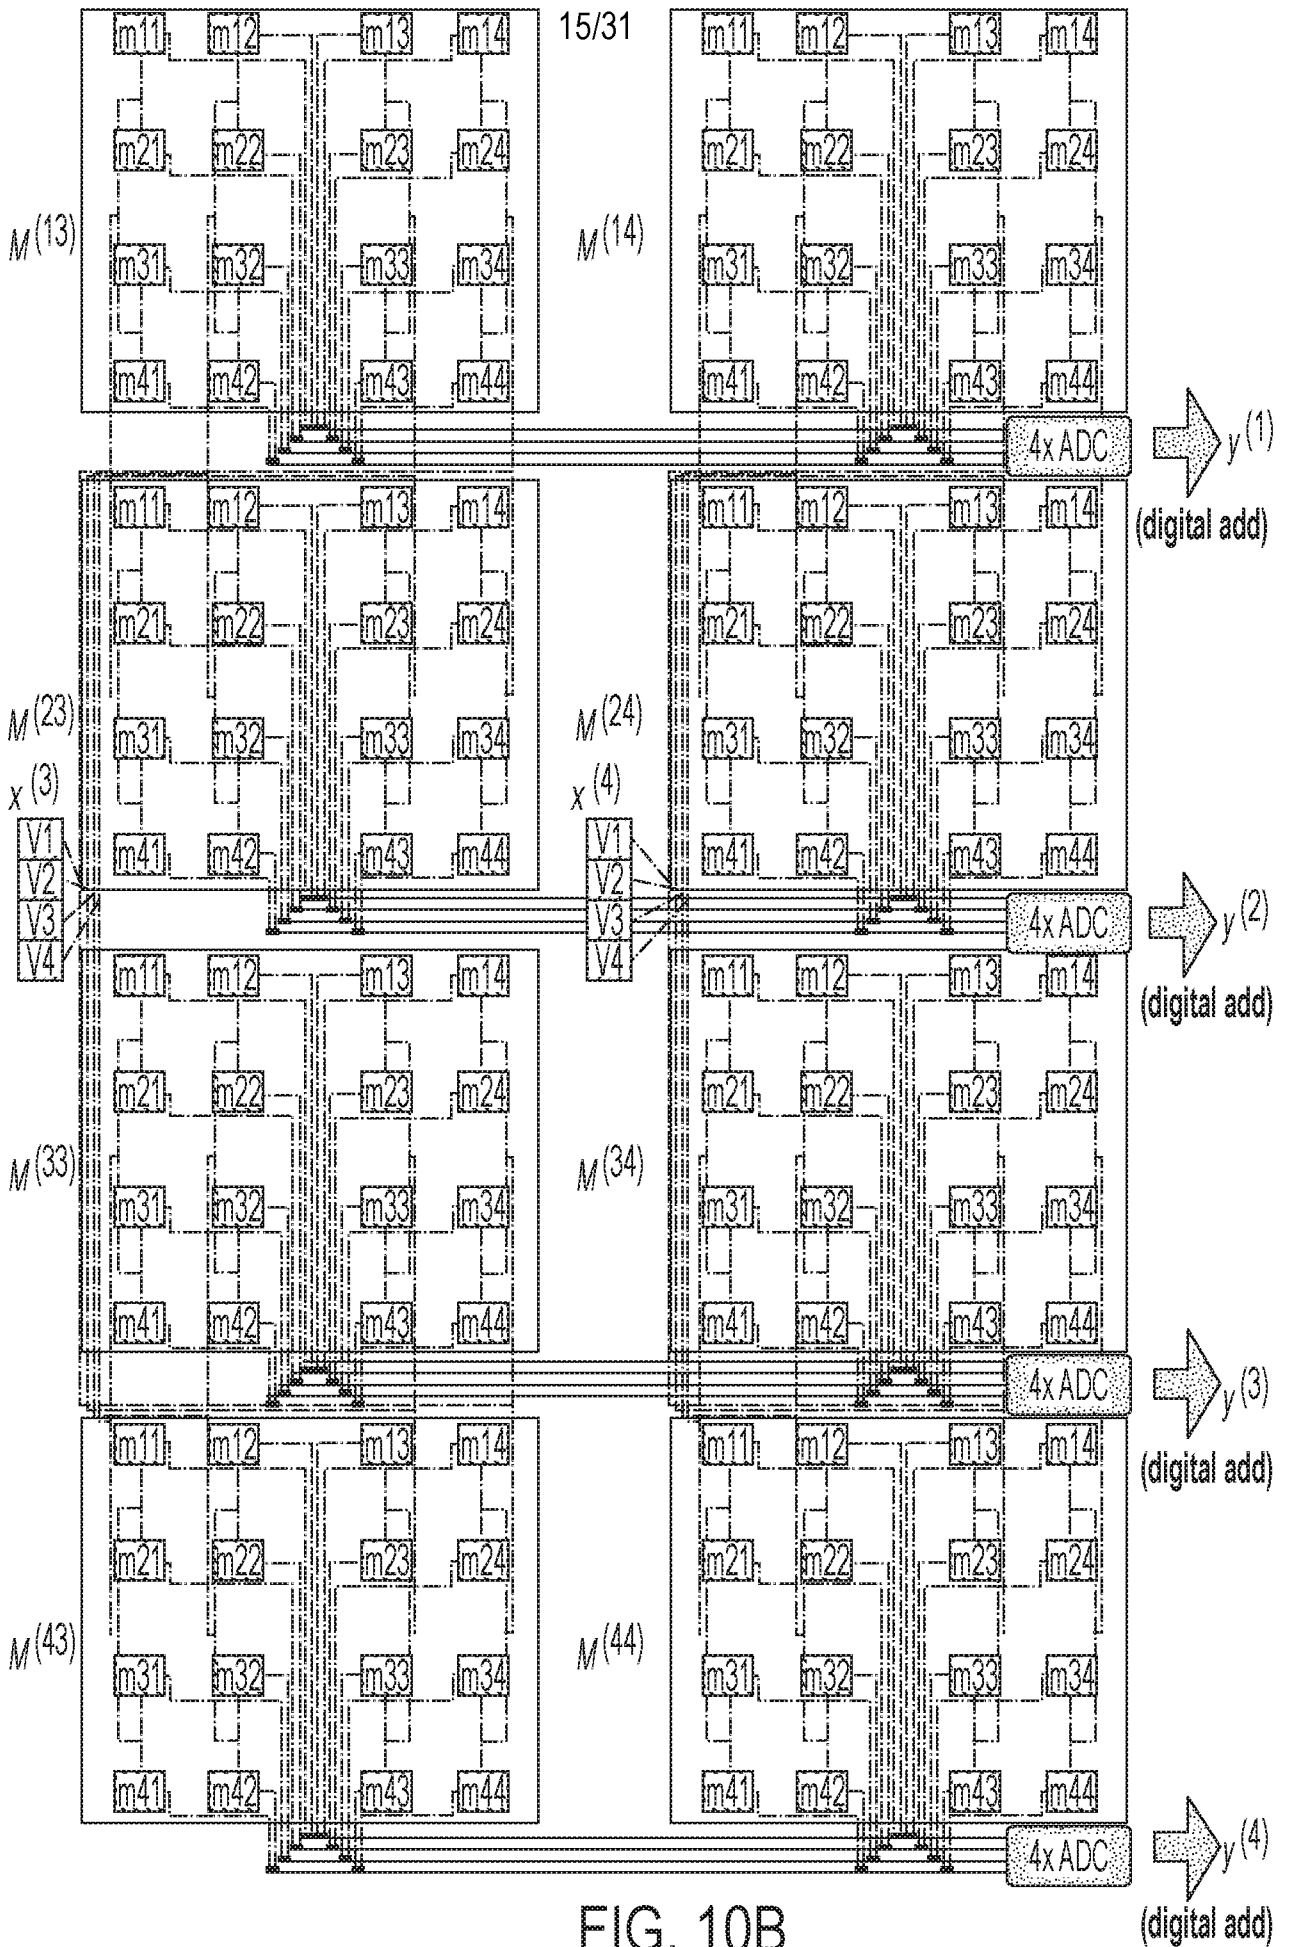 15/31
m11 m12 m13 m14 m11 m12 m13 m14
m21 m22 m23 m24 m21 m22 m23 m24
M(13) M(14)
m31 m32 m33 m34 m31 m32 m33 m34
m41 m42 m43 m44 m41 m42 m43 m44
4x ADC y(1)
(digital add)
m11 m12 m13 m14 m11 m12 m13 m14
m21 m22 m23 m24 m21 m22 m23 m24
M(23) M(24)
m31 m32 m33 m34 m31 m32 m33 m34
x(3) x(4)
V1 V1
m41 m42 m43 m44 m41 m42 m43 m44
V2 V2
V3 V3
4x ADC y(2)
V4 V4
(digital add)
m11 m12 m13 m14 m11 m12 m13 m14
m21 m22 m23 m24 m21 m22 m23 m24
M(33) M(34)
m31 m32 m33 m34 m31 m32 m33 m34
m41 m42 m43 m44 m41 m42 m43 m44
4x ADC y(3)
(digital add)
m11 m12 m13 m14 m11 m12 m13 m14
m21 m22 m23 m24 m21 m22 m23 m24
M(43) M(44)
m31 m32 m33 m34 m31 m32 m33 m34
m41 m42 m43 m44 m41 m42 m43 m44
4x ADC y(4)
(digital add)
FIG. 10B